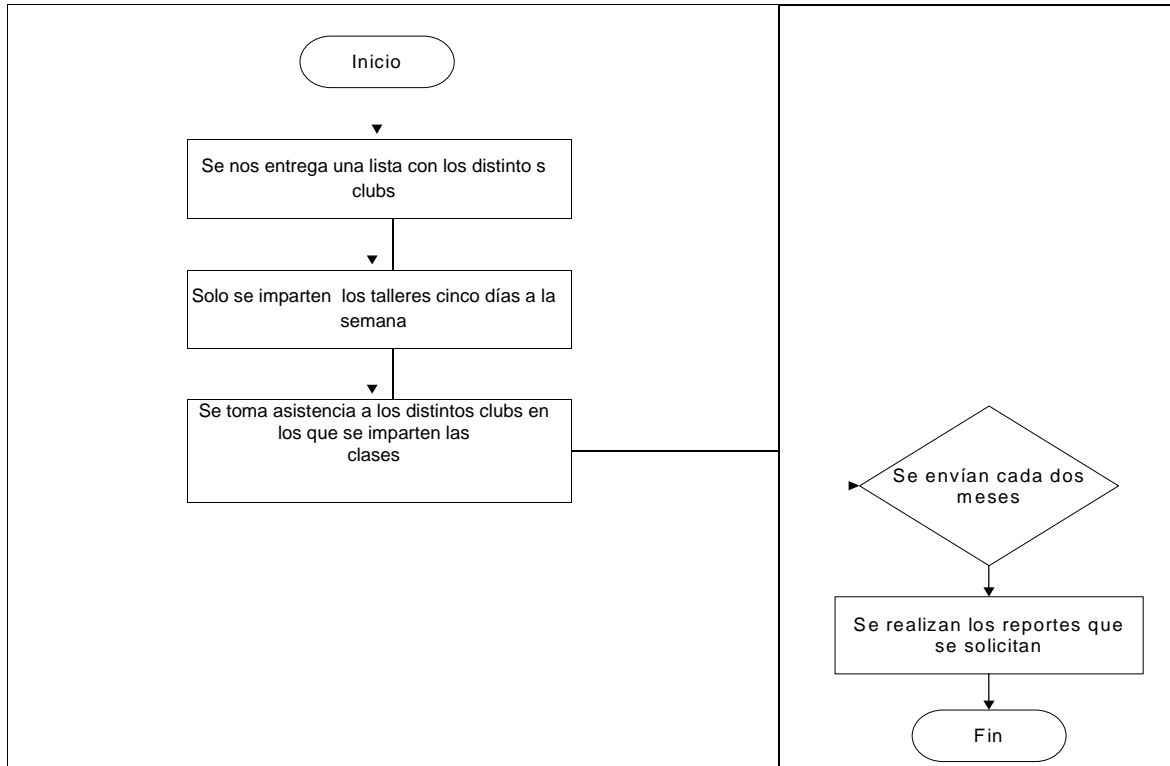 Inicio
Se nos entrega una lista con los distinto s
clubs
Solo se imparten los talleres cinco días a la
semana
Se toma asistencia a los distintos clubs en
los que se imparten las
clases
Se envían cada dos
meses
Se realizan los reportes que
se solicitan
Fin